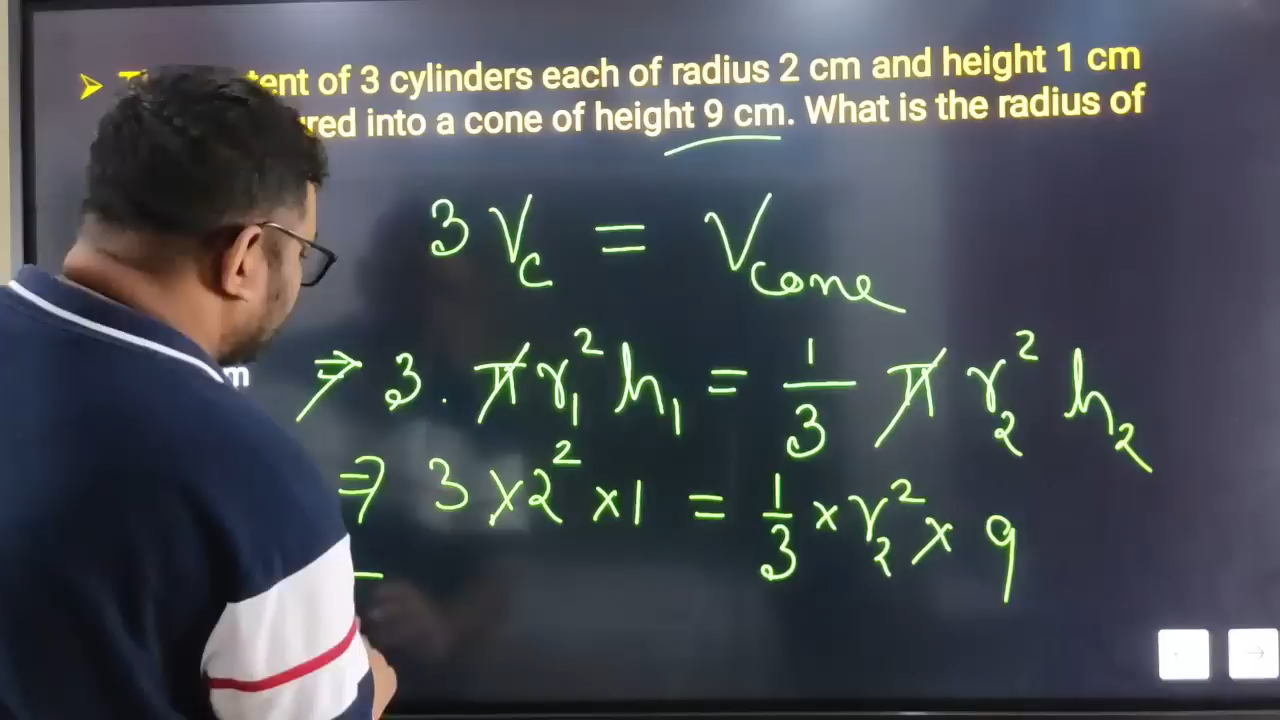 of 3 cylinders each of radius 2 cm and height 1 cm
into a cone of height 9 cm. What is the radius of
3 V_c = V_cone
⇒ 3 . π r₁² h₁ = 1/3 π r₂² h₂
m
⇒ 3 × 2² × 1 = 1/3 × r₂² × 9